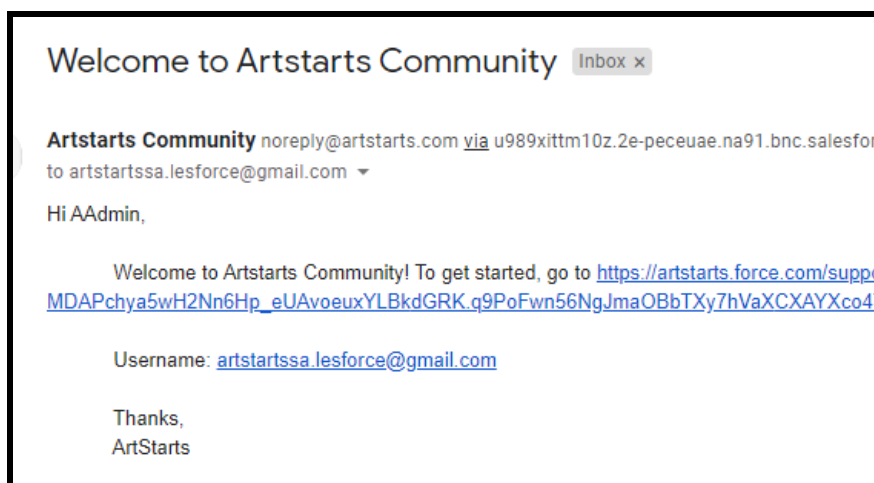 Welcome to Artstarts Community Inbox x
Artstarts Community noreply@artstarts.com via u989xittm10z.2e-peceuae.na91.bnc.salesfor
to artstartssa.lesforce@gmail.com
Hi AAdmin,
Welcome to Artstarts Community! To get started, go to https://artstarts.force.com/suppo
MDAPchya5wH2Nn6Hp_eUAvoeuxYLBkdGRK.q9PoFwn56NgJmaOBbTXy7hVaXCXAYXco4
Username: artstartssa.lesforce@gmail.com
Thanks,
ArtStarts